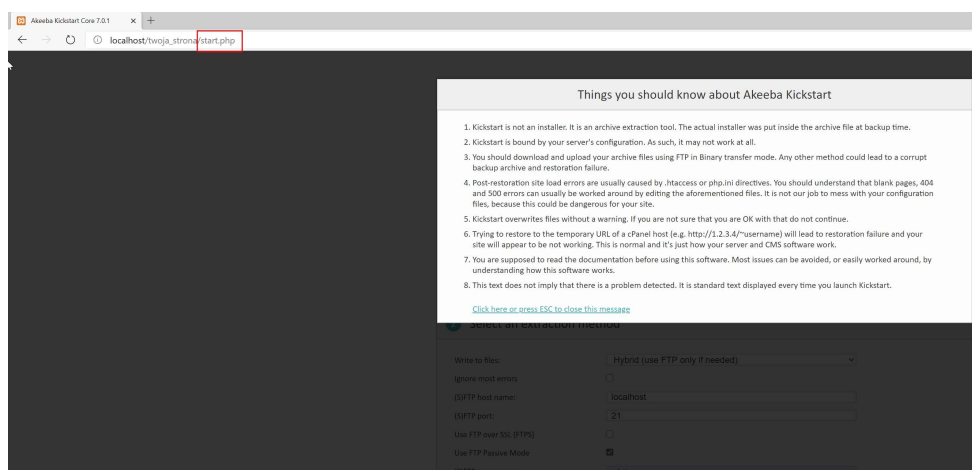 Akeeba Kickstart Core 7.0.1
localhost/twoja_strona/start.php
Things you should know about Akeeba Kickstart
1. Kickstart is not an installer. It is an archive extraction tool. The actual installer was put inside the archive file at backup time.
2. Kickstart is bound by your server's configuration. As such, it may not work at all.
3. You should download and upload your archive files using FTP in Binary transfer mode. Any other method could lead to a corrupt
backup archive and restoration failure.
4. Post-restoration site load errors are usually caused by .htaccess or php.ini directives. You should understand that blank pages, 404
and 500 errors can usually be worked around by editing the aforementioned files. It is not our job to mess with your configuration
files, because this could be dangerous for your site.
5. Kickstart overwrites files without a warning. If you are not sure that you are OK with that do not continue.
6. Trying to restore to the temporary URL of a cPanel host (e.g. http://1.2.3.4/~username) will lead to restoration failure and your
site will appear to be not working. This is normal and it's just how your server and CMS software work.
7. You are supposed to read the documentation before using this software. Most issues can be avoided, or easily worked around, by
understanding how this software works.
8. This text does not imply that there is a problem detected. It is standard text displayed every time you launch Kickstart.
Click here or press ESC to close this message
Select an extraction method
Write to files: Hybrid (use FTP only if needed)
Ignore most errors
(S)FTP host name: localhost
(S)FTP port: 21
Use FTP over SSL (FTPS)
Use FTP Passive Mode